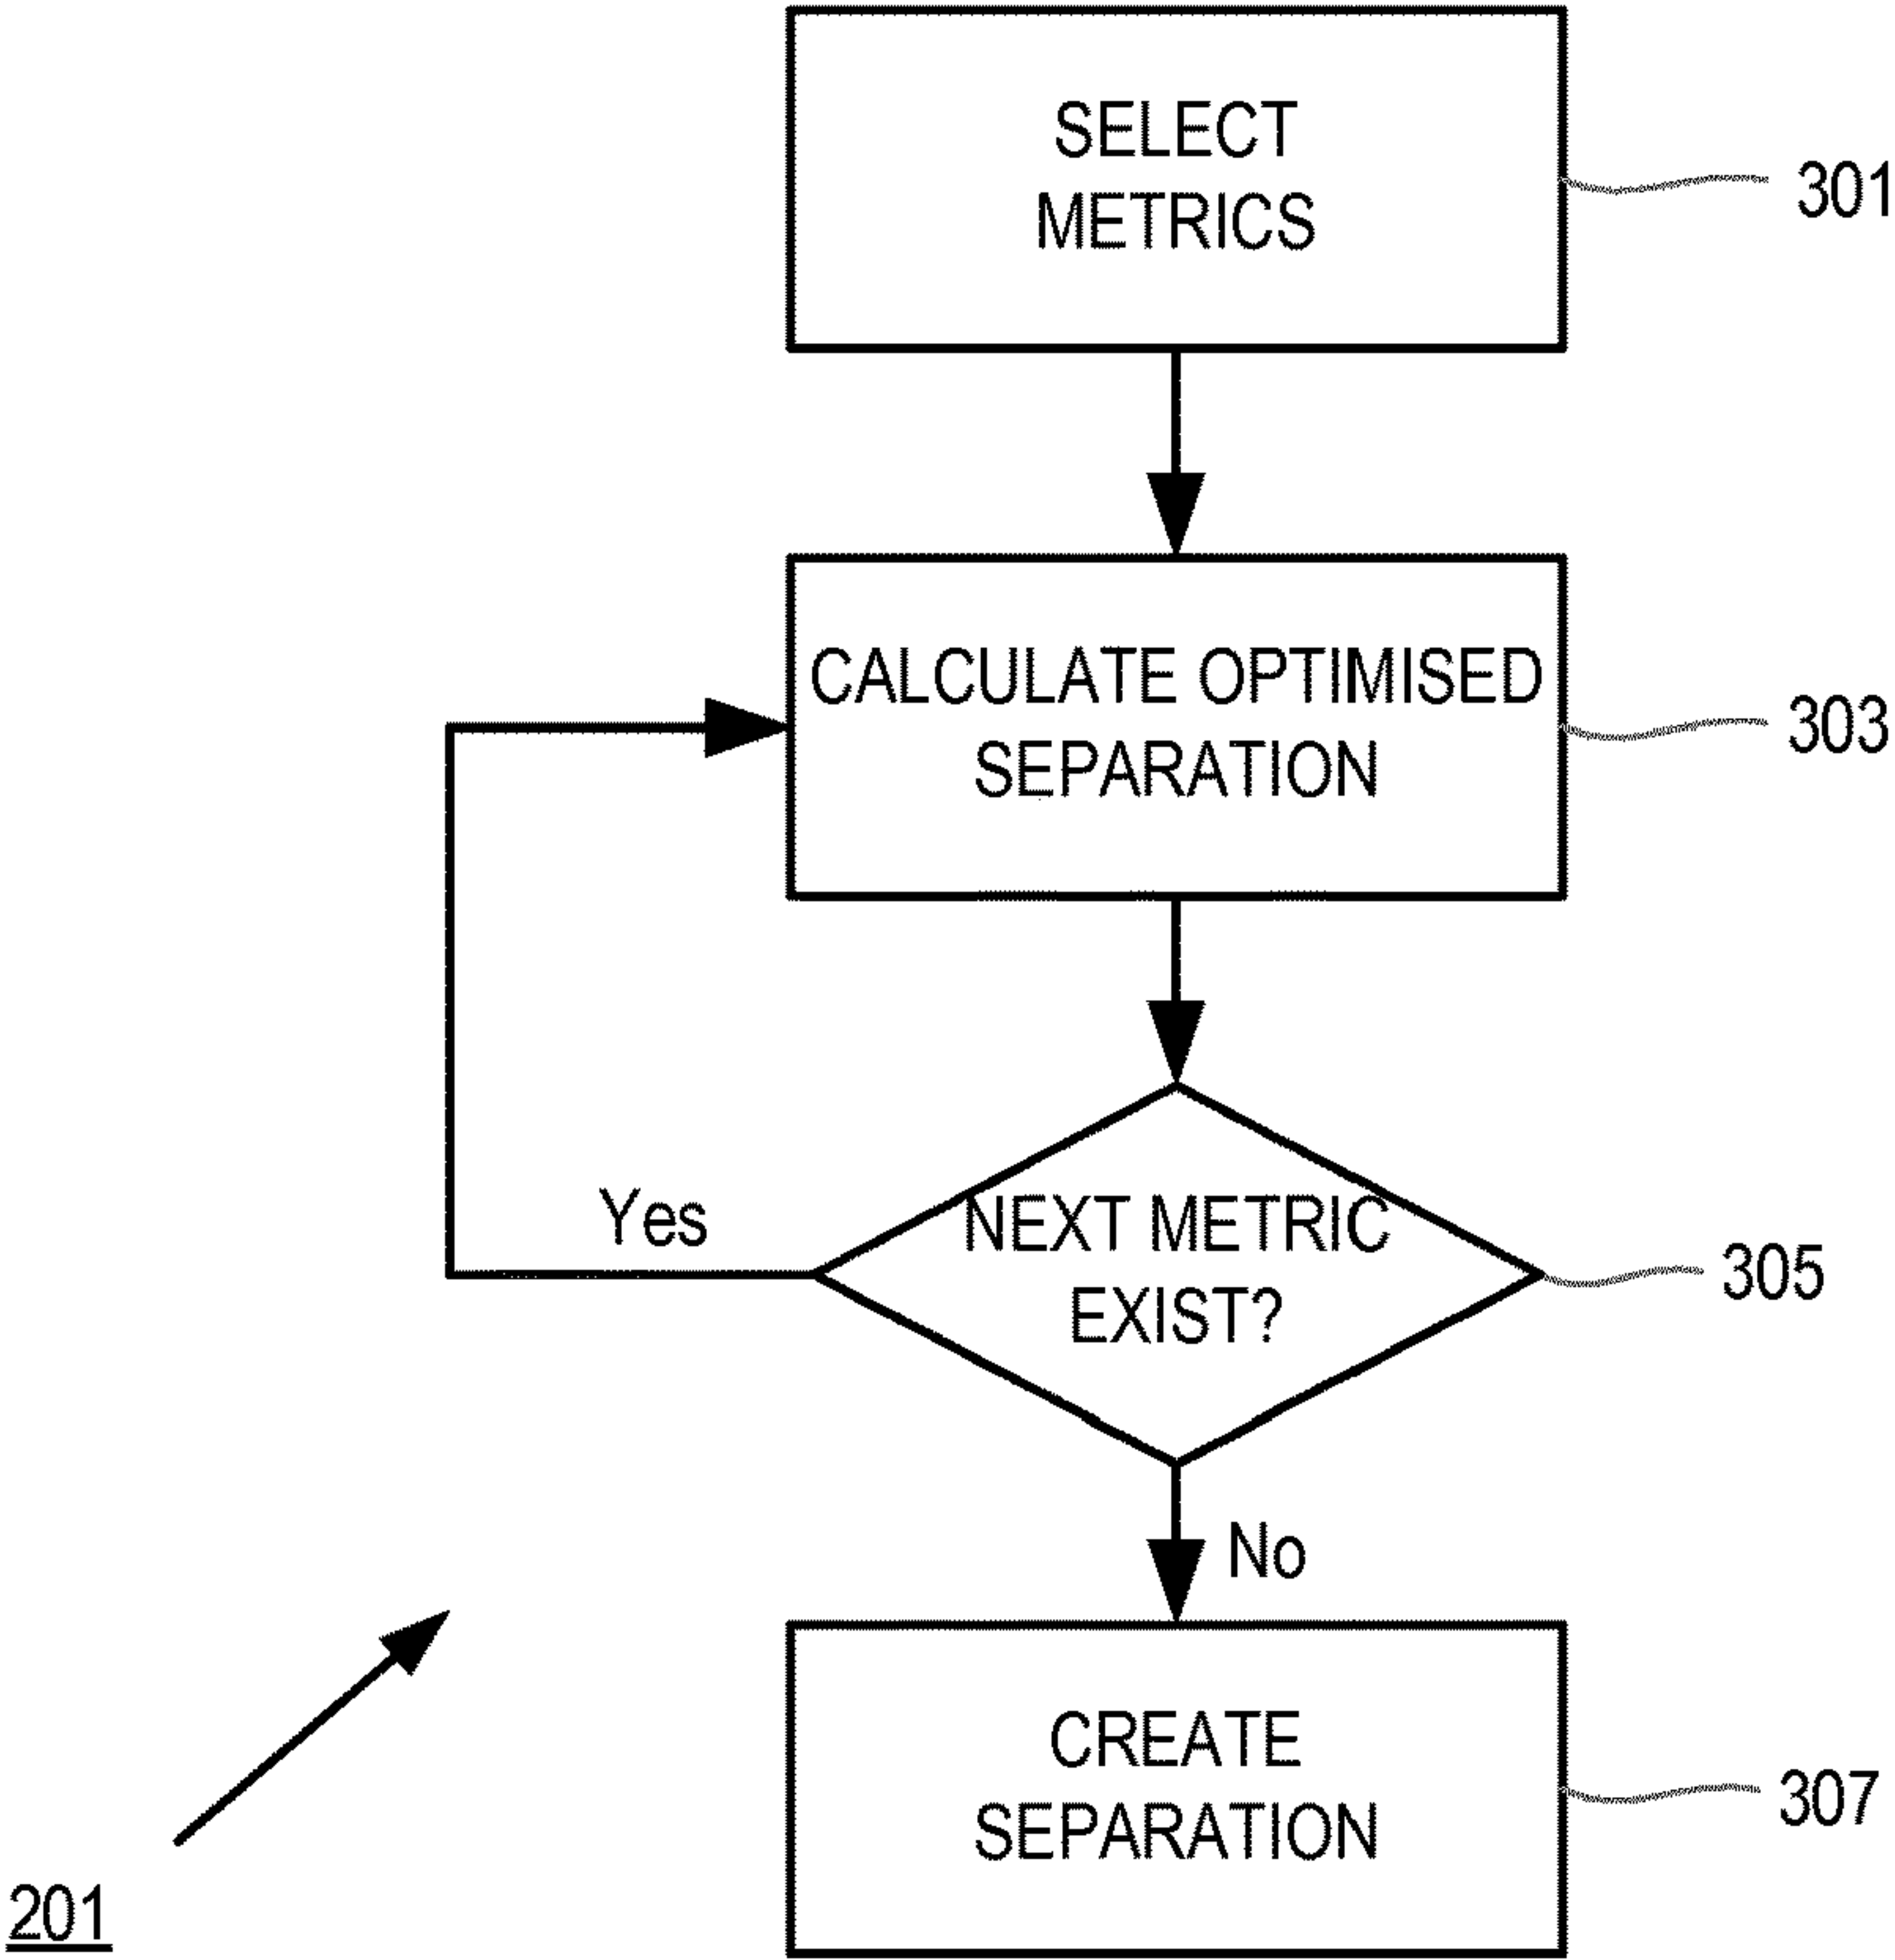 SELECT
METRICS
301
CALCULATE OPTIMISED
SEPARATION
303
Yes
NEXT METRIC
EXIST?
305
No
CREATE
SEPARATION
307
201